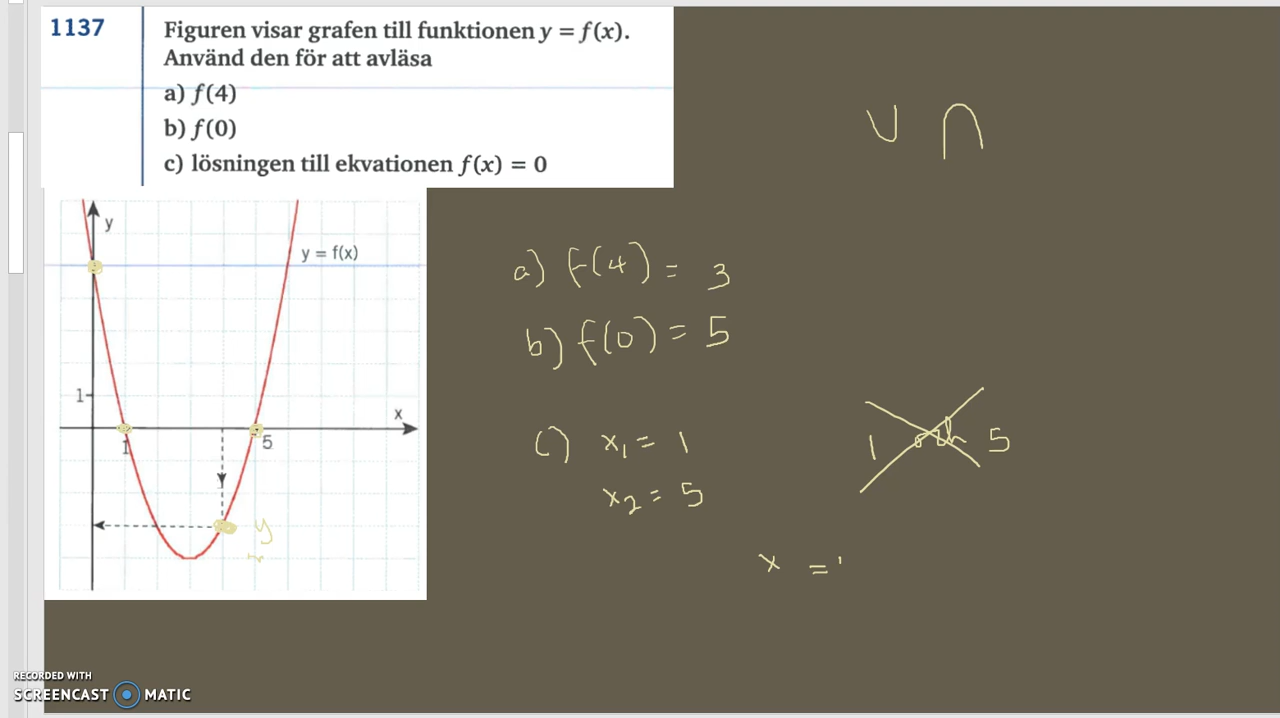 1137
Figuren visar grafen till funktionen y = f(x).
Använd den för att avläsa
a) f(4)
b) f(0)
c) lösningen till ekvationen f(x) = 0
y
y = f(x)
1
x
1
5
y
a) f(4) = 3
b) f(0) = 5
c) x₁ = 1
x₂ = 5
1 och 5
x =
RECORDED WITH
SCREENCAST MATIC